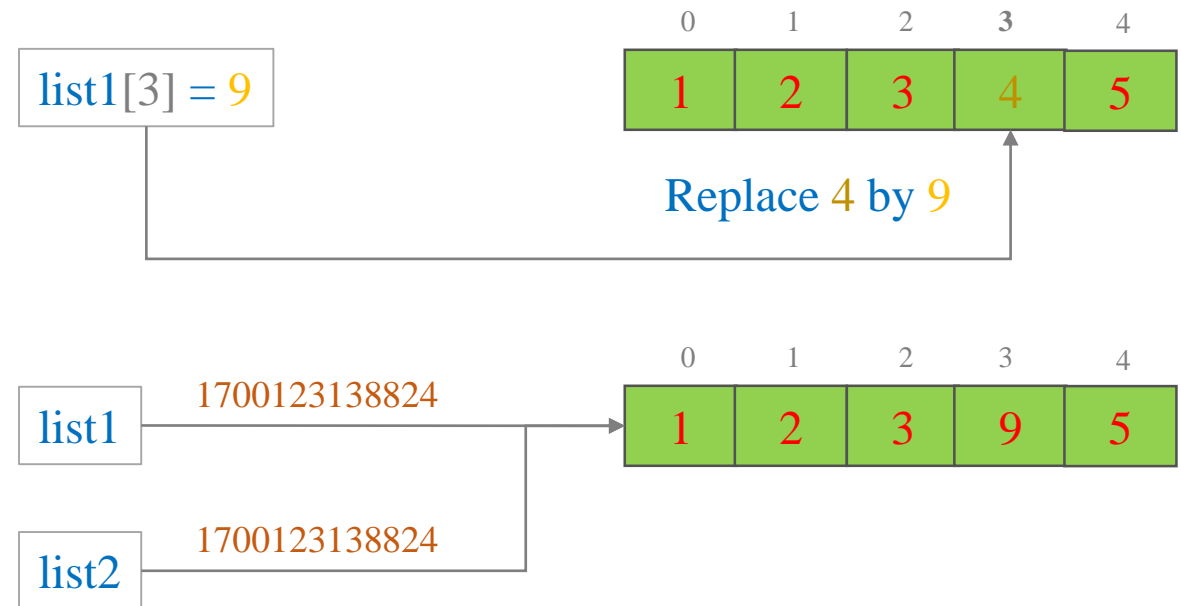 0 1 2 3 4
list1[3] = 9
1 2 3 4 5
Replace 4 by 9
0 1 2 3 4
1700123138824
list1
1 2 3 9 5
1700123138824
list2